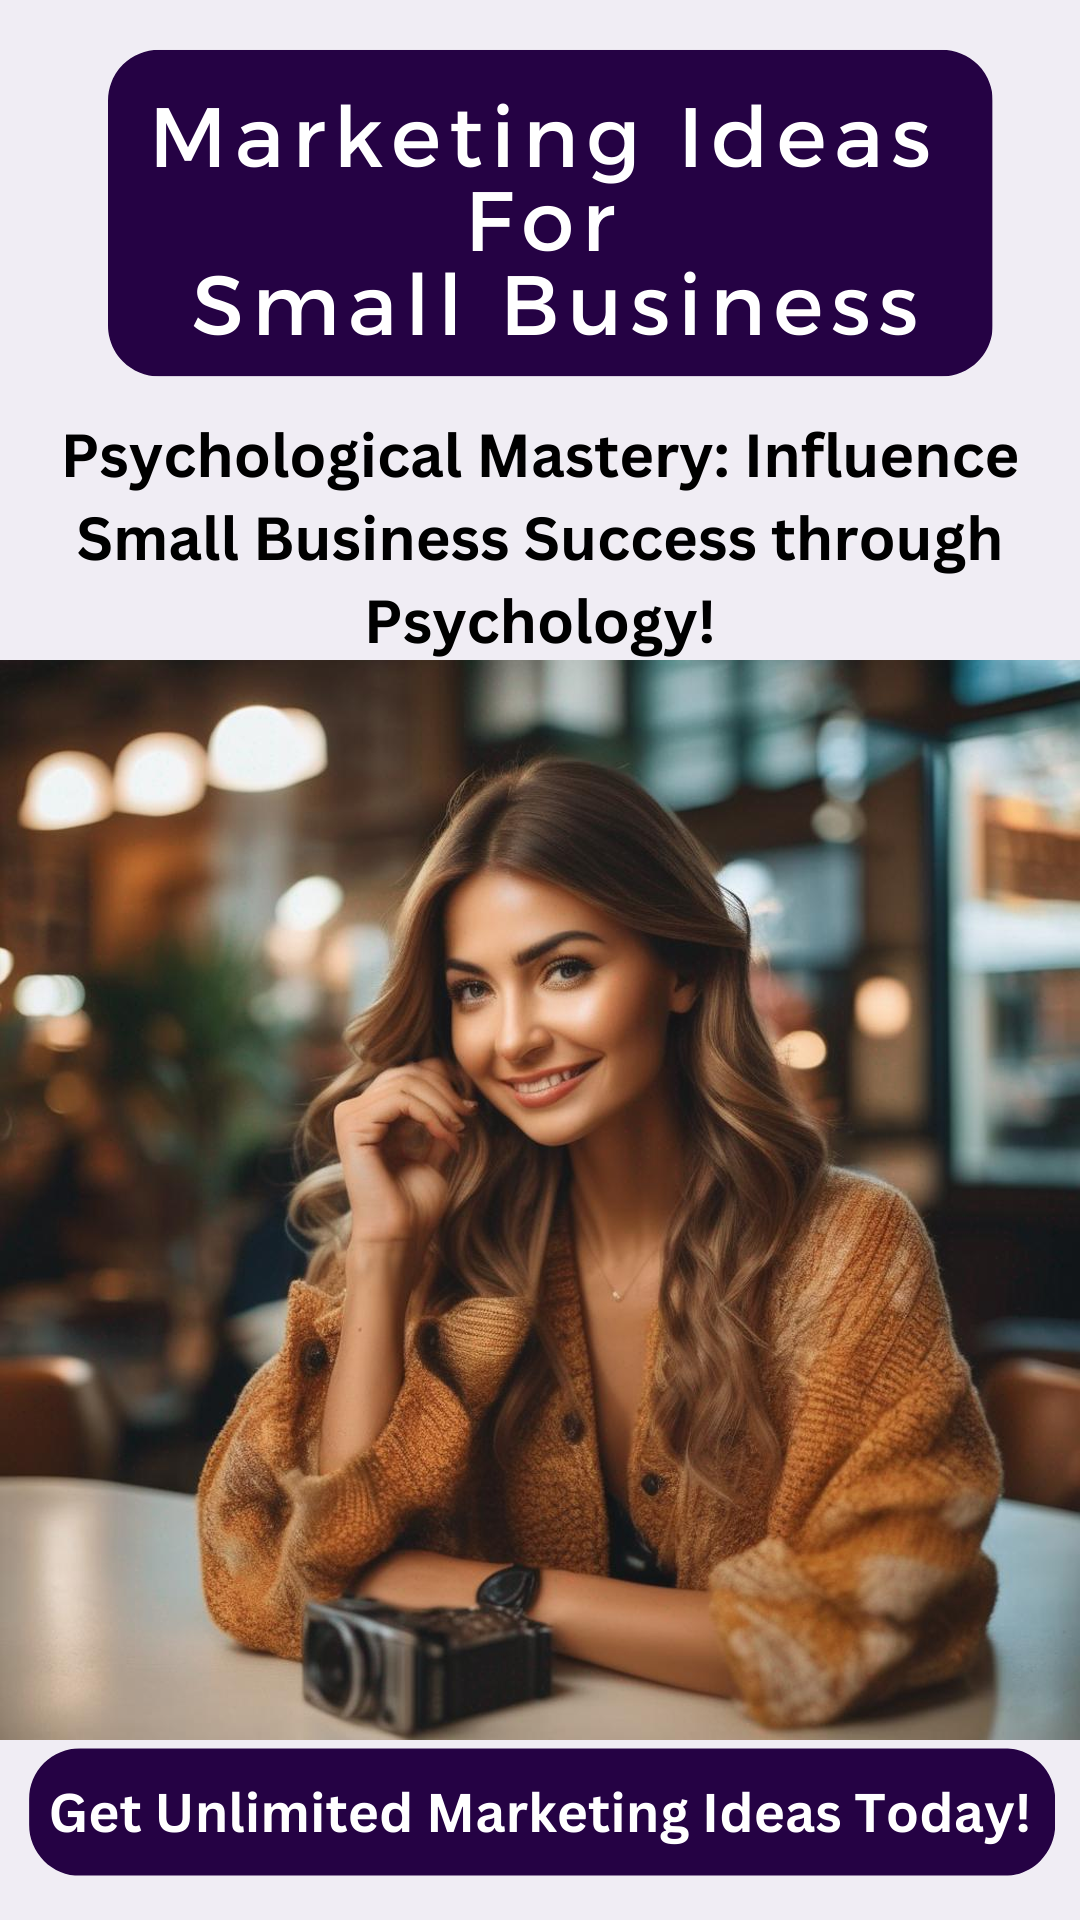 Marketing Ideas
For
Small Business
Psychological Mastery: Influence
Small Business Success through
Psychology!
Get Unlimited Marketing Ideas Today!